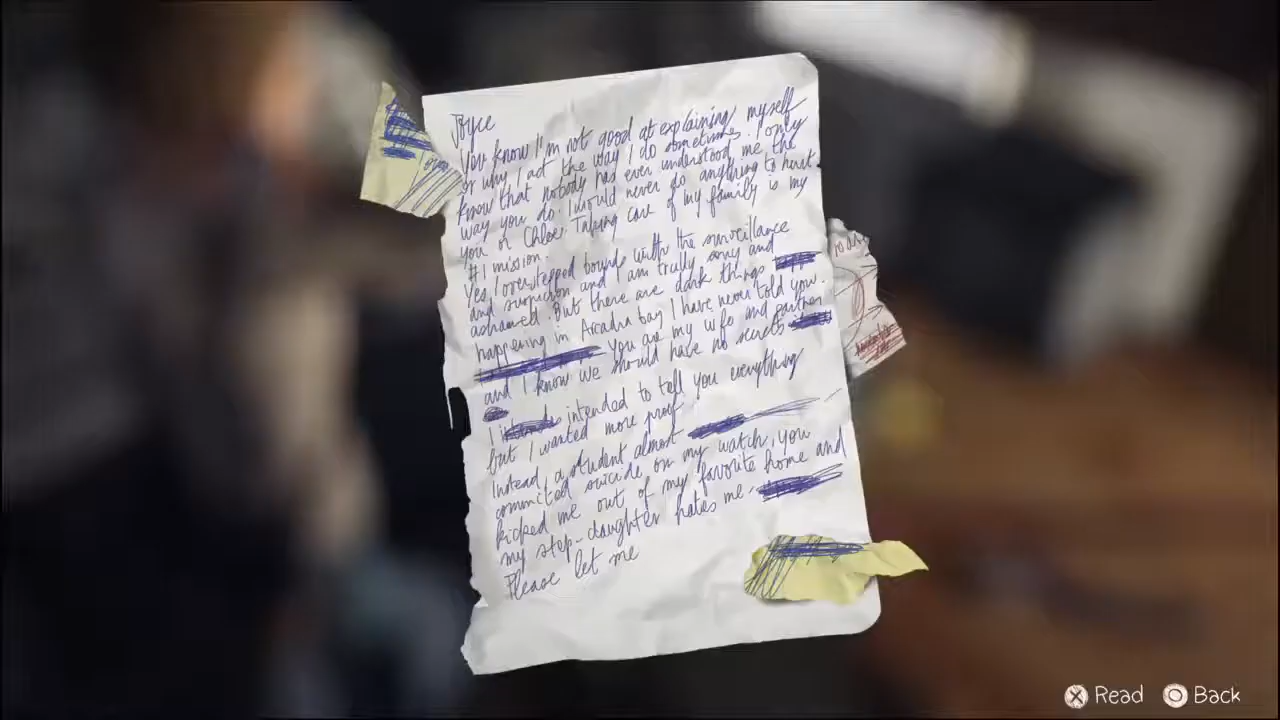 Joyce
You know I'm not good at explaining myself
or why I act the way I do sometimes. I only
know that nobody has ever understood me the
way you do. I would never do anything to hurt
you or Chloe. Taking care of my family is my
#1 mission.
Yes, I overstepped bounds with the surveillance
and suspicion and I am trully sorry and
ashamed. But there are dark things
happening in Arcadia bay I have never told you.
You are my wife and partner
and I know we should have no secrets
I intended to tell you everything
but I wanted more proof
Instead, a student almost
commited suicide on my watch, you
kicked me out of my favorite home and
my step-daughter hates me.
Please let me
Read Back